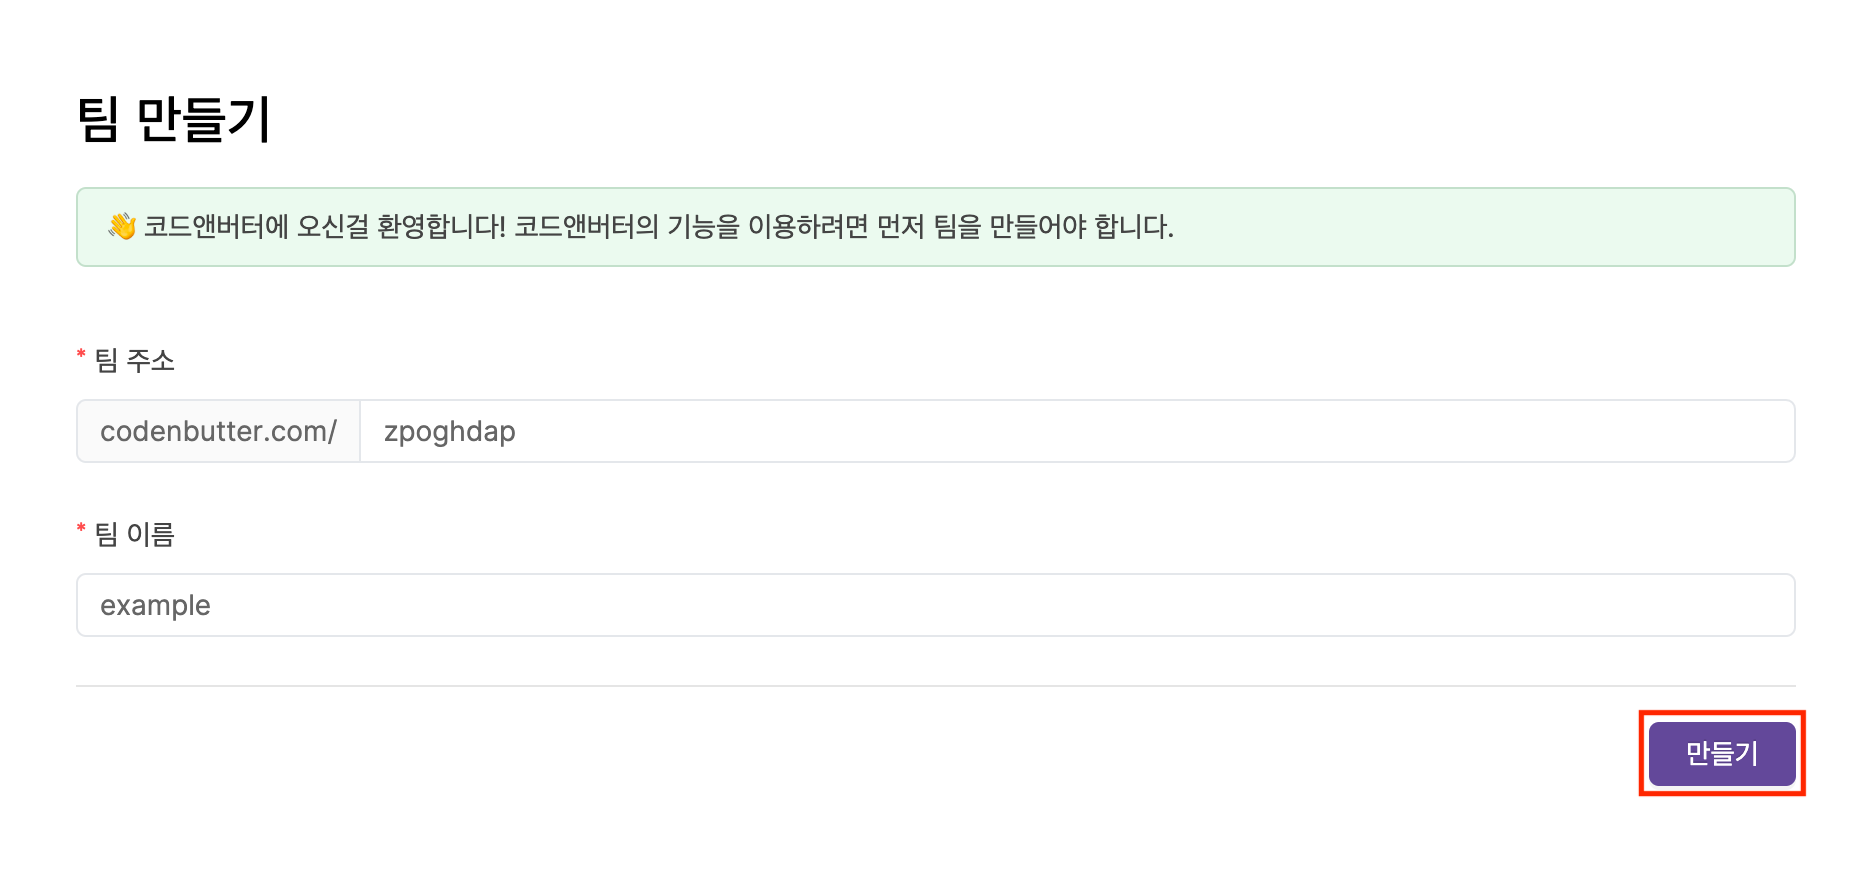 팀 만들기
👋 코드앤버터에 오신걸 환영합니다! 코드앤버터의 기능을 이용하려면 먼저 팀을 만들어야 합니다.
* 팀 주소
codenbutter.com/ zpoghdap
* 팀 이름
example
만들기